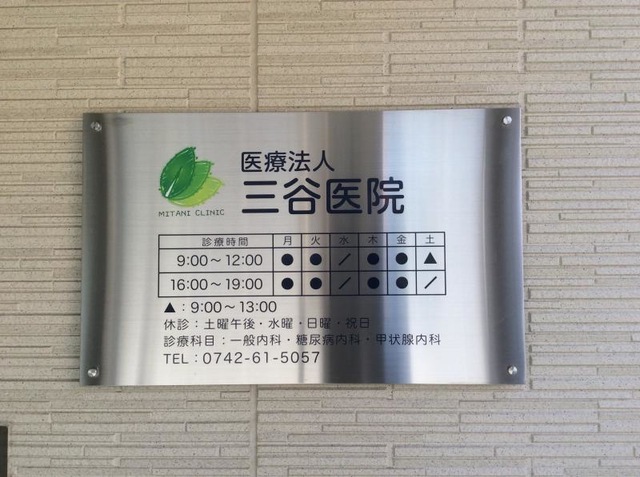 医療法人
三谷医院
MITANI CLINIC
診療時間 月 火 水 木 金 土
9:00～12:00 ● ● ／ ● ● ▲
16:00～19:00 ● ● ／ ● ● ／
▲：9:00～13:00
休診：土曜午後・水曜・日曜・祝日
診療科目：一般内科・糖尿病内科・甲状腺内科
TEL：0742-61-5057